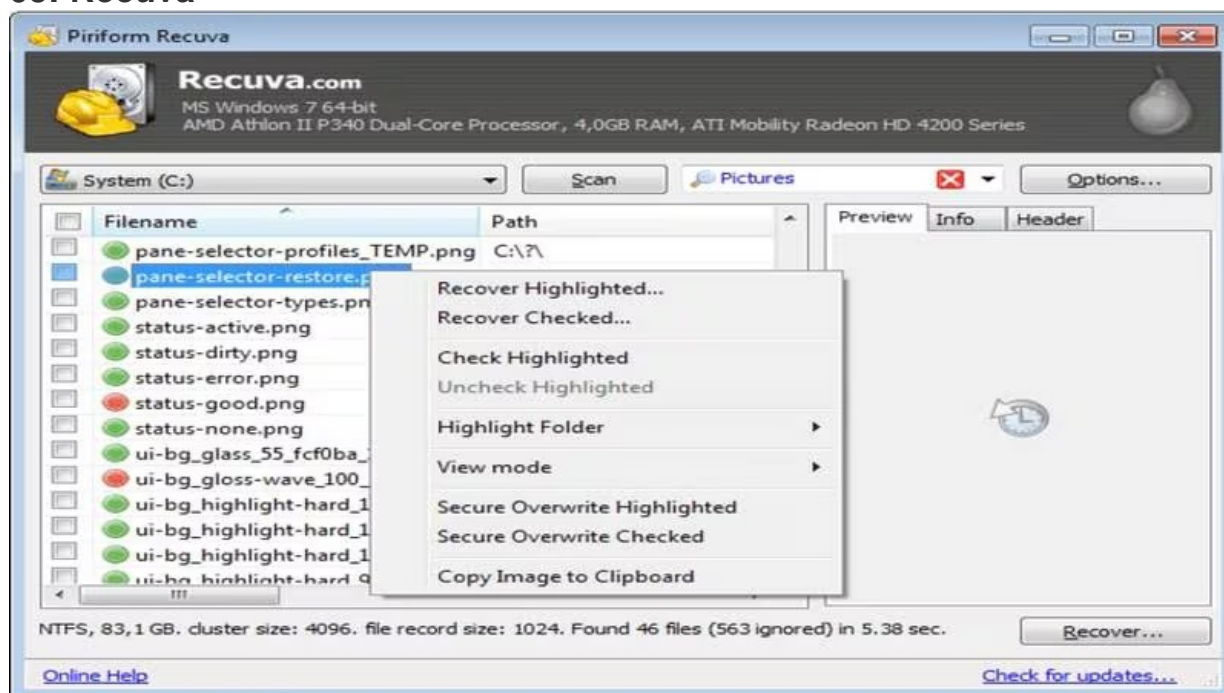 Piriform Recuva
Recuva.com
MS Windows 7 64-bit
AMD Athlon II P340 Dual-Core Processor, 4,0GB RAM, ATI Mobility Radeon HD 4200 Series
System (C:)
Scan
Pictures
Options...
Filename
Path
Preview
Info
Header
pane-selector-profiles_TEMP.png C:\?\
pane-selector-restore.p
pane-selector-types.pn
status-active.png
status-dirty.png
status-error.png
status-good.png
status-none.png
ui-bg_glass_55_fcf0ba_
ui-bg_gloss-wave_100_
ui-bg_highlight-hard_1
ui-bg_highlight-hard_1
ui-bg_highlight-hard_1
ui-bg_highlight-hard_9
Recover Highlighted...
Recover Checked...
Check Highlighted
Uncheck Highlighted
Highlight Folder
View mode
Secure Overwrite Highlighted
Secure Overwrite Checked
Copy Image to Clipboard
NTFS, 83,1 GB. cluster size: 4096. file record size: 1024. Found 46 files (563 ignored) in 5.38 sec.
Recover...
Online Help
Check for updates...